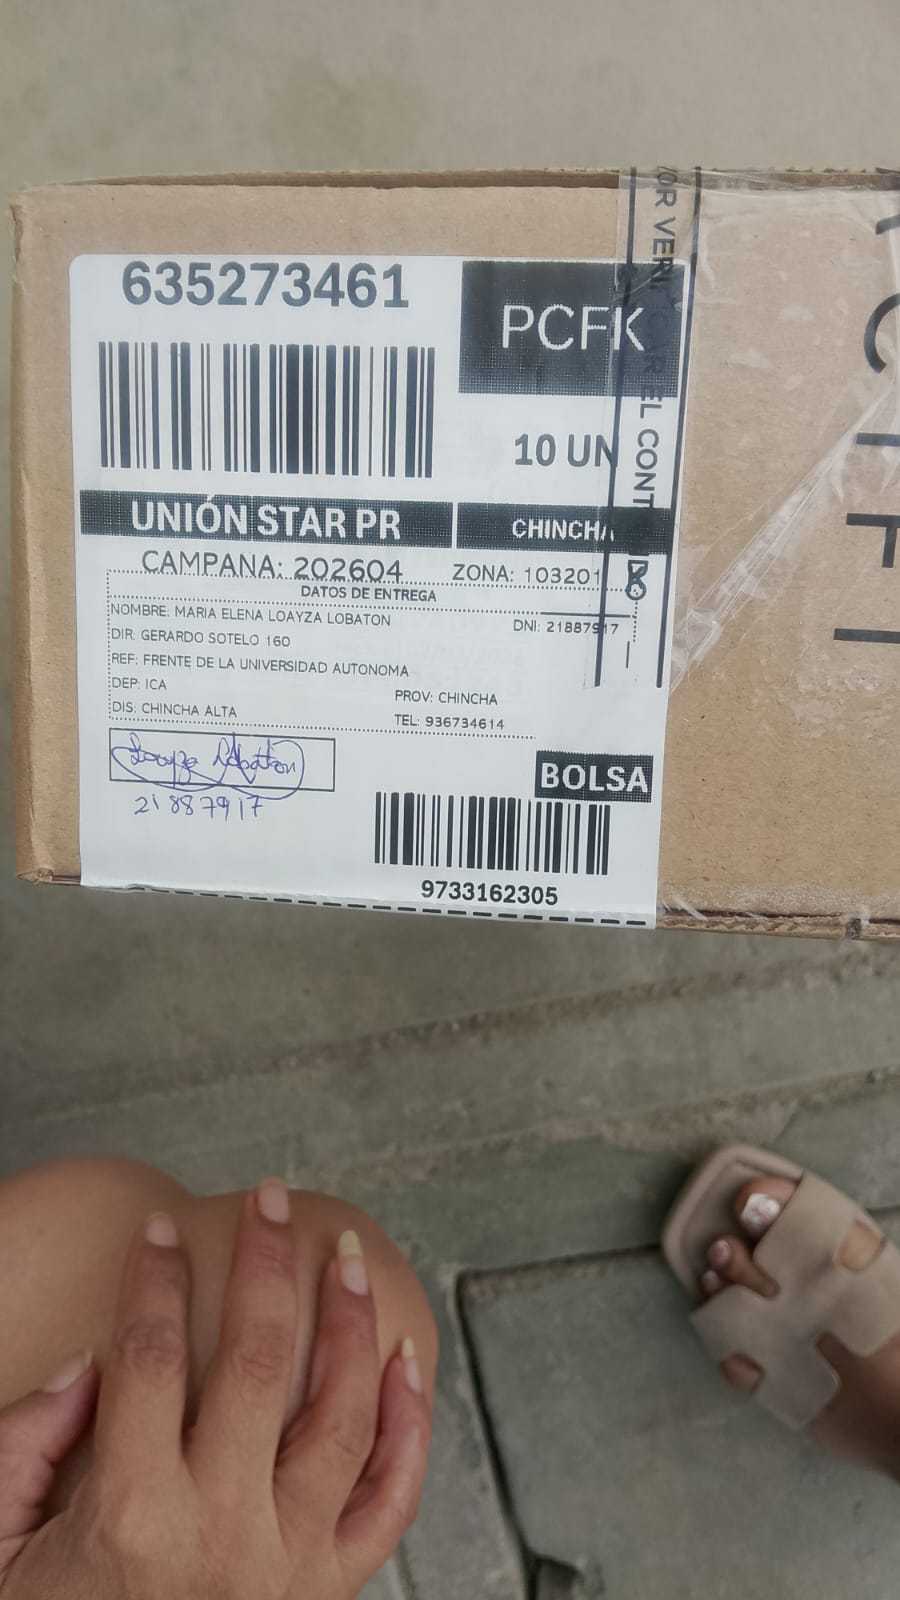 635273461
PCFK
10 UN
UNIÓN STAR PR
CHINCHA
CAMPANA: 202604
ZONA: 103201
DATOS DE ENTREGA
NOMBRE: MARIA ELENA LOAYZA LOBATON
DNI: 21887917
DIR: GERARDO SOTELO 160
REF: FRENTE DE LA UNIVERSIDAD AUTONOMA
DEP: ICA
PROV: CHINCHA
DIS: CHINCHA ALTA
TEL: 936734614
Loayza Lobaton
21887917
BOLSA
9733162305
EL